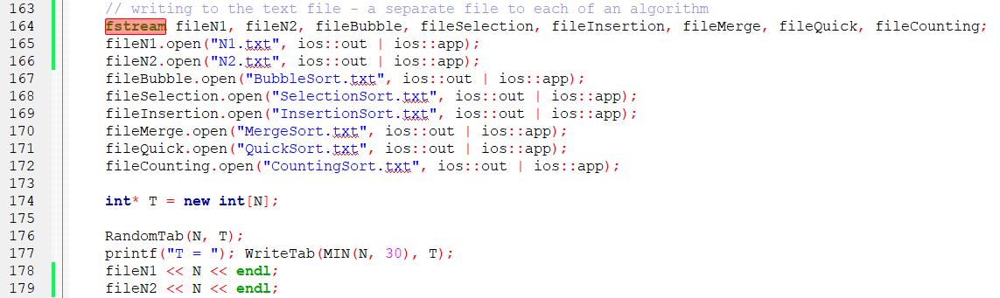 163 // writing to the text file - a separate file to each of an algorithm
164 fstream fileN1, fileN2, fileBubble, fileSelection, fileInsertion, fileMerge, fileQuick, fileCounting;
165 fileN1.open("N1.txt", ios::out | ios::app);
166 fileN2.open("N2.txt", ios::out | ios::app);
167 fileBubble.open("BubbleSort.txt", ios::out | ios::app);
168 fileSelection.open("SelectionSort.txt", ios::out | ios::app);
169 fileInsertion.open("InsertionSort.txt", ios::out | ios::app);
170 fileMerge.open("MergeSort.txt", ios::out | ios::app);
171 fileQuick.open("QuickSort.txt", ios::out | ios::app);
172 fileCounting.open("CountingSort.txt", ios::out | ios::app);
173
174 int* T = new int[N];
175
176 RandomTab(N, T);
177 printf("T = "); WriteTab(MIN(N, 30), T);
178 fileN1 << N << endl;
179 fileN2 << N << endl;